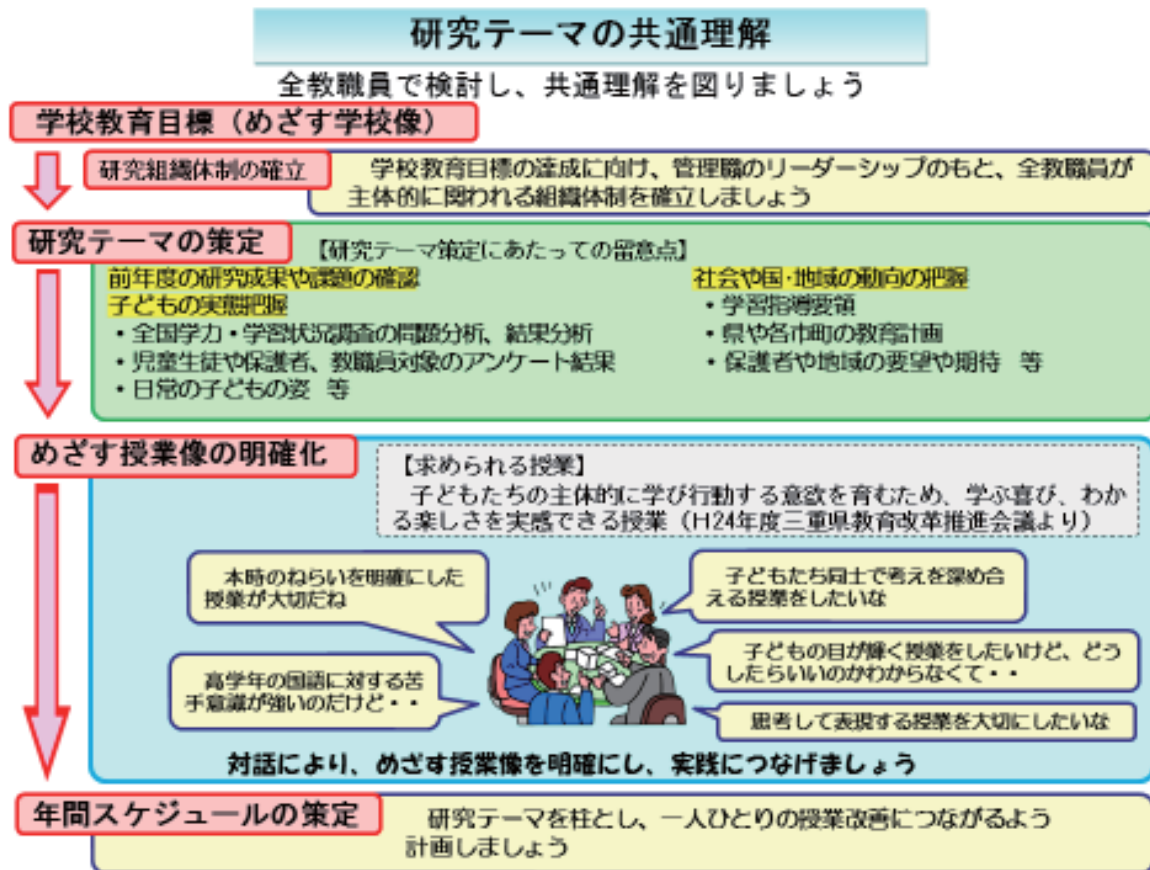 研究テーマの共通理解
全教職員で検討し、共通理解を図りましょう
学校教育目標（めざす学校像）
研究組織体制の確立
学校教育目標の達成に向け、管理職のリーダーシップのもと、全教職員が
主体的に関われる組織体制を確立しましょう
研究テーマの策定
【研究テーマ策定にあたっての留意点】
前年度の研究成果や課題の確認
子どもの実態把握
・全国学力・学習状況調査の問題分析、結果分析
・児童生徒や保護者、教職員対象のアンケート結果
・日常の子どもの姿 等
社会や国・地域の動向の把握
・学習指導要領
・県や各市町の教育計画
・保護者や地域の要望や期待 等
めざす授業像の明確化
【求められる授業】
子どもたちの主体的に学び行動する意欲を育むため、学ぶ喜び、わか
る楽しさを実感できる授業（H24年度三重県教育改革推進会議より）
本時のねらいを明確にした
授業が大切だね
子どもたち同士で考えを深め合
える授業をしたいな
高学年の国語に対する苦
手意識が強いのだけど・・
子どもの目が輝く授業をしたいけど、どう
したらいいのかわからなくて・・
思考して表現する授業を大切にしたいな
対話により、めざす授業像を明確にし、実践につなげましょう
年間スケジュールの策定
研究テーマを柱とし、一人ひとりの授業改善につながるよう
計画しましょう